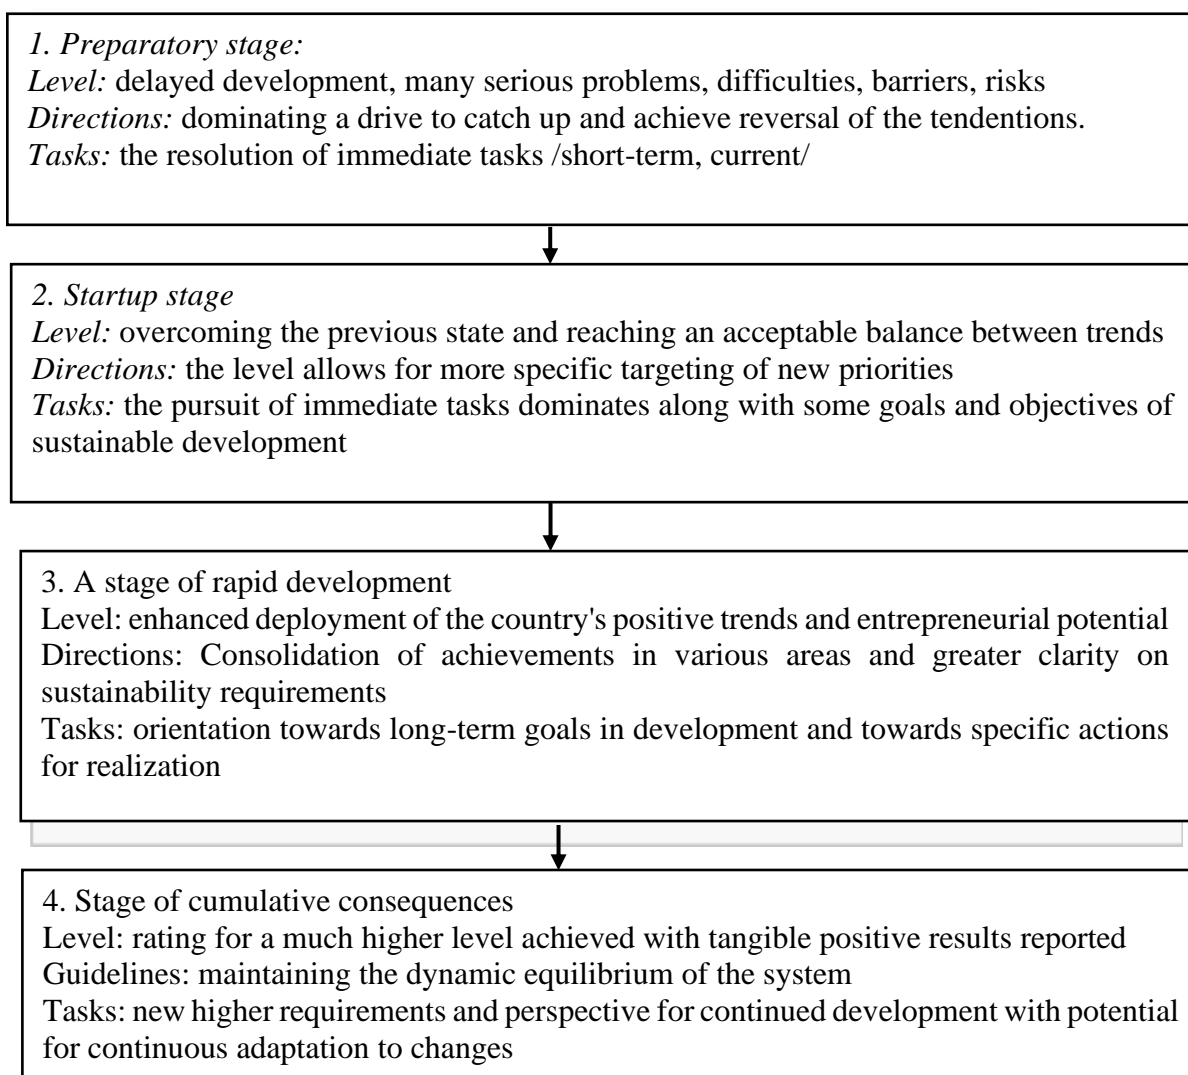 1. Preparatory stage:
Level: delayed development, many serious problems, difficulties, barriers, risks
Directions: dominating a drive to catch up and achieve reversal of the tendentions.
Tasks: the resolution of immediate tasks /short-term, current/
2. Startup stage
Level: overcoming the previous state and reaching an acceptable balance between trends
Directions: the level allows for more specific targeting of new priorities
Tasks: the pursuit of immediate tasks dominates along with some goals and objectives of
sustainable development
3. A stage of rapid development
Level: enhanced deployment of the country's positive trends and entrepreneurial potential
Directions: Consolidation of achievements in various areas and greater clarity on
sustainability requirements
Tasks: orientation towards long-term goals in development and towards specific actions
for realization
4. Stage of cumulative consequences
Level: rating for a much higher level achieved with tangible positive results reported
Guidelines: maintaining the dynamic equilibrium of the system
Tasks: new higher requirements and perspective for continued development with potential
for continuous adaptation to changes